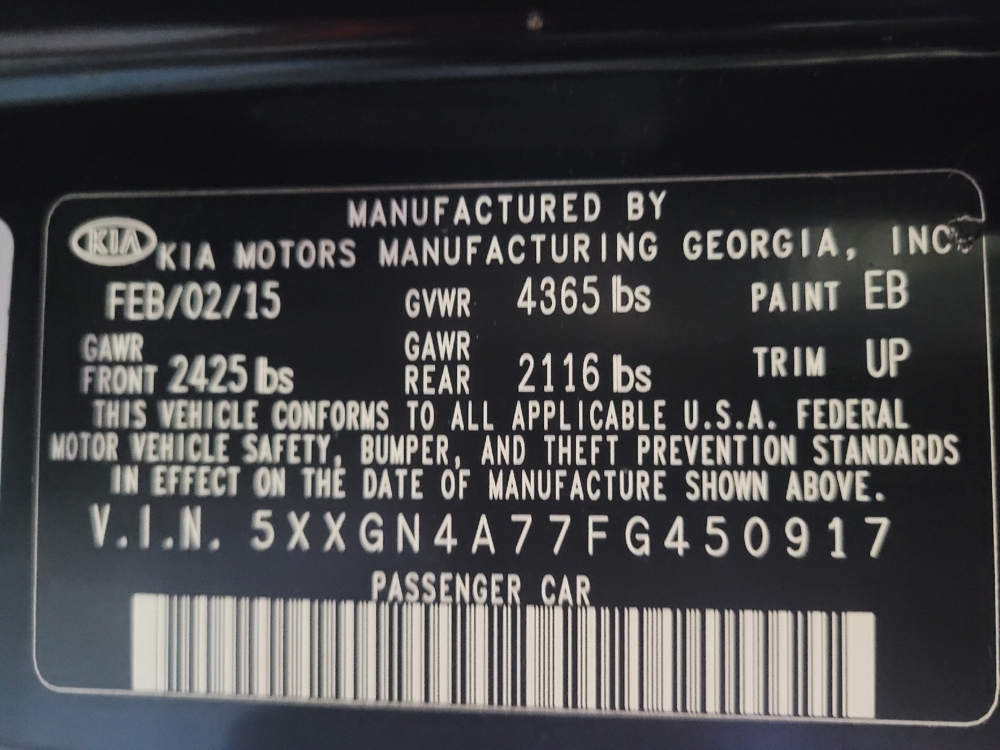 MANUFACTURED BY
KIA KIA MOTORS MANUFACTURING GEORGIA, INC
FEB/02/15 GVWR 4365 lbs PAINT EB
GAWR FRONT 2425 lbs GAWR REAR 2116 lbs TRIM UP
THIS VEHICLE CONFORMS TO ALL APPLICABLE U.S.A. FEDERAL
MOTOR VEHICLE SAFETY, BUMPER, AND THEFT PREVENTION STANDARDS
IN EFFECT ON THE DATE OF MANUFACTURE SHOWN ABOVE.
V.I.N. 5XXGN4A77FG450917
PASSENGER CAR